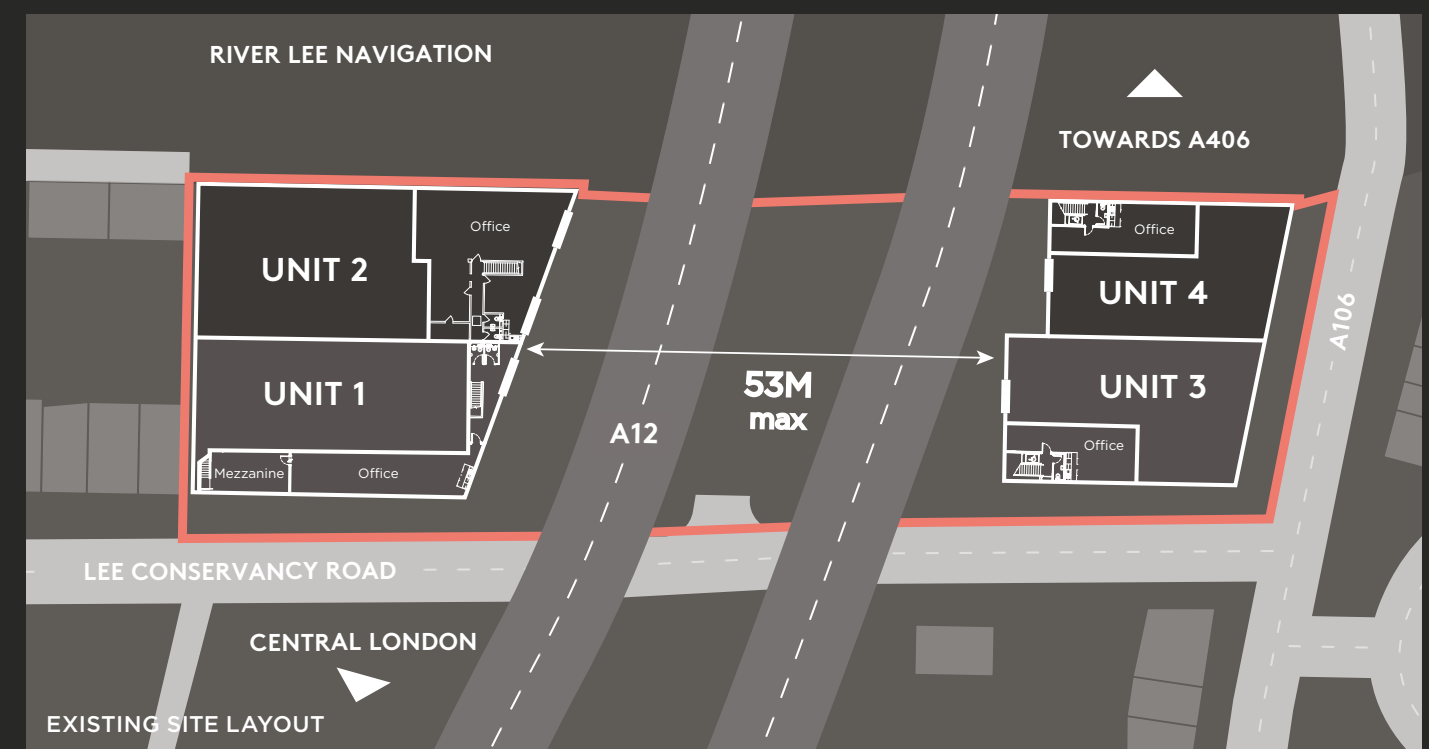 RIVER LEE NAVIGATION
TOWARDS A406
Office
Office
UNIT 2
UNIT 4
A106
53M
max
UNIT 1
UNIT 3
A12
Office
Mezzanine
Office
LEE CONSERVANCY ROAD
CENTRAL LONDON
EXISTING SITE LAYOUT